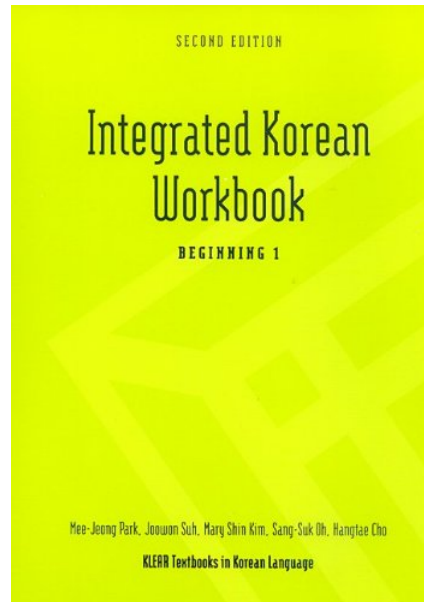 SECOND EDITION
Integrated Korean
Workbook
BEGINNING 1
Mee-Jeong Park, Joowon Suh, Mary Shin Kim, Sang-Suk Oh, Hangtae Cho
KLEAR Textbooks in Korean Language